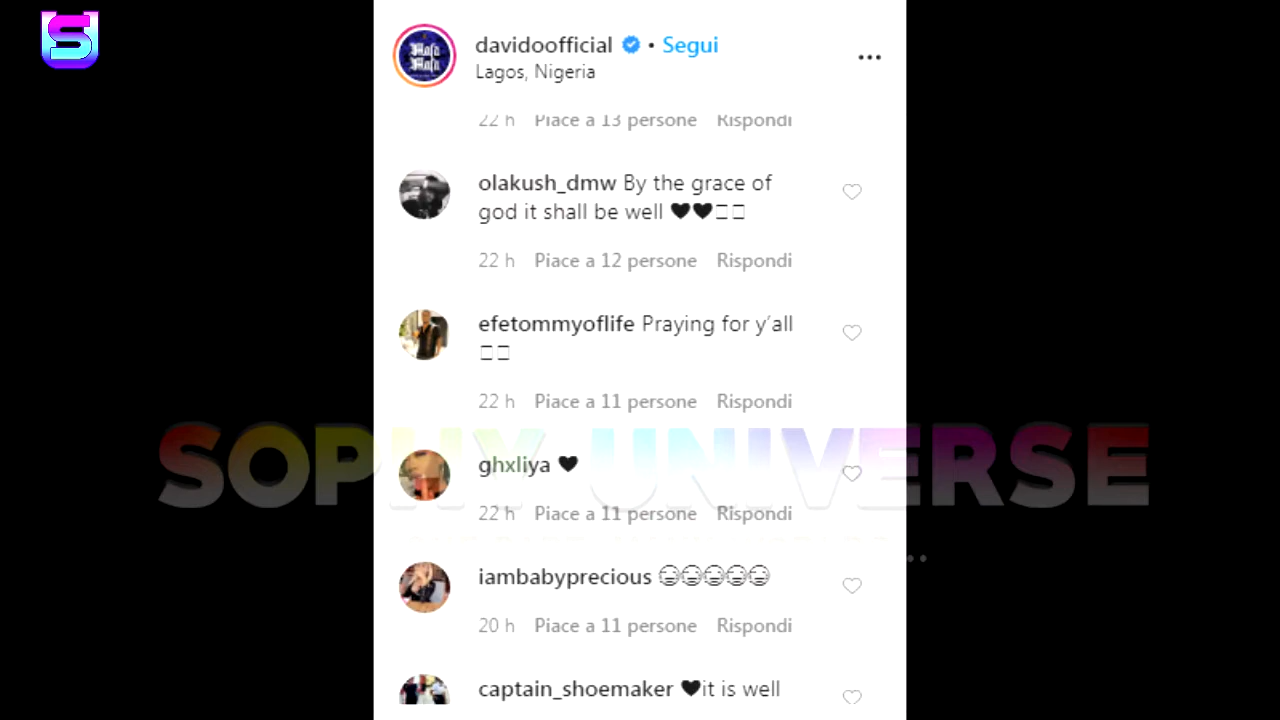 S
davidoofficial • Segui
Lagos, Nigeria
22 h Piace a 13 persone Rispondi
olakush_dmw By the grace of
god it shall be well 🖤🖤
22 h Piace a 12 persone Rispondi
efetommyoflife Praying for y'all
22 h Piace a 11 persone Rispondi
SOPHY UNIVERSE
ghxliya 🖤
22 h Piace a 11 persone Rispondi
iambabyprecious
20 h Piace a 11 persone Rispondi
captain_shoemaker 🖤it is well